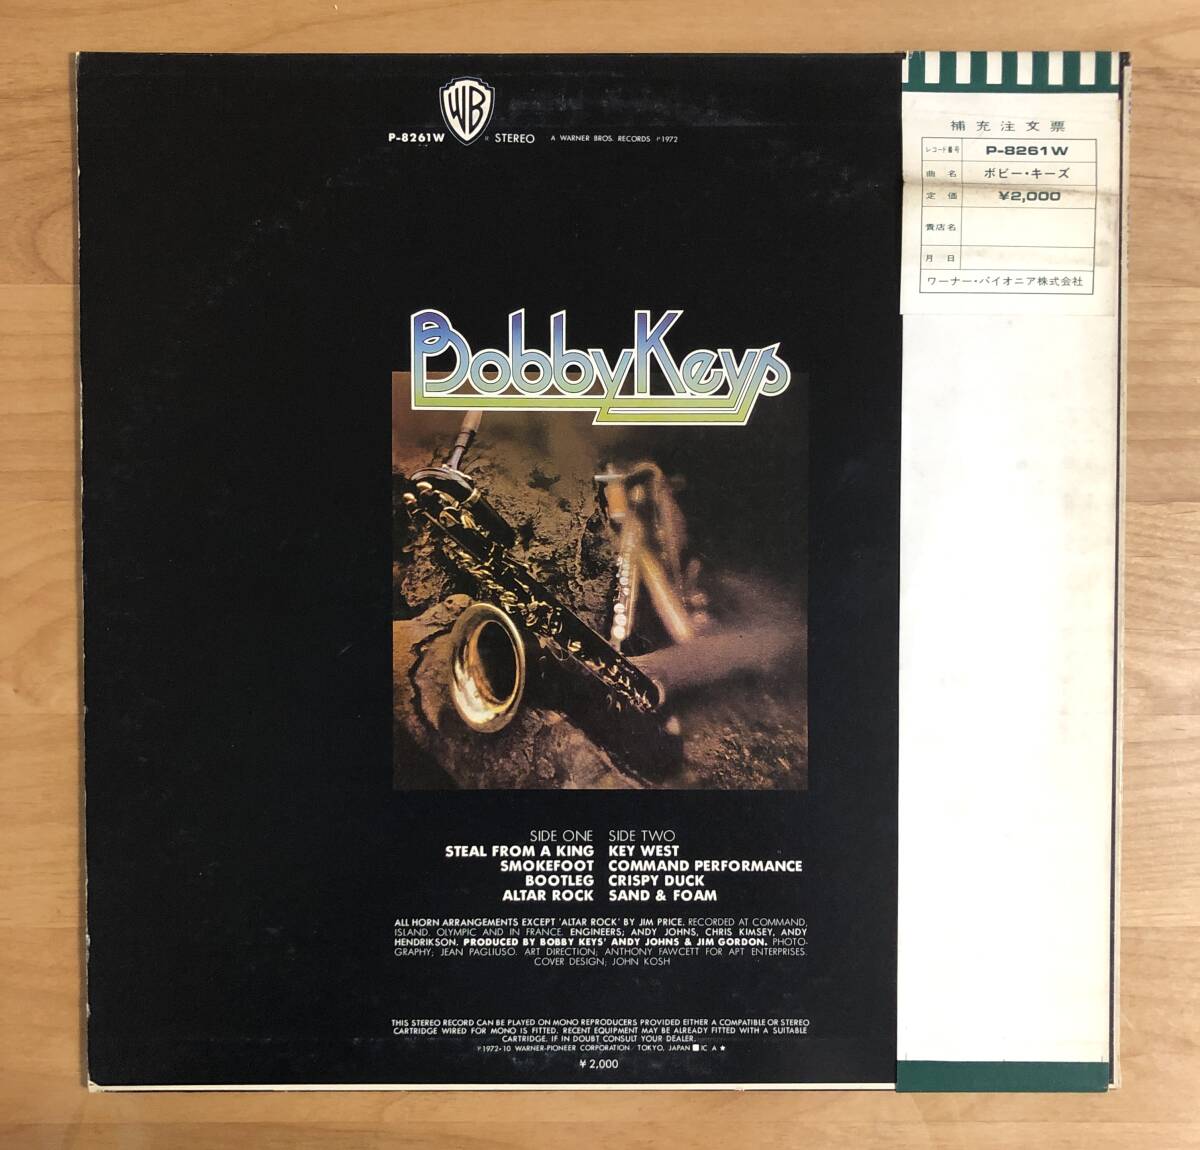 WB
P-8261W
R STEREO
A WARNER BROS. RECORDS ℗1972
補充注文票
レコード番号 P-8261W
曲名 ボビー・キーズ
定価 ¥2,000
貴店名
月日
ワーナー・パイオニア株式会社
Bobby Keys
SIDE ONE
STEAL FROM A KING
SMOKEFOOT
BOOTLEG
ALTAR ROCK
SIDE TWO
KEY WEST
COMMAND PERFORMANCE
CRISPY DUCK
SAND & FOAM
ALL HORN ARRANGEMENTS EXCEPT 'ALTAR ROCK' BY JIM PRICE. RECORDED AT COMMAND,
ISLAND. OLYMPIC AND IN FRANCE. ENGINEERS; ANDY JOHNS, CHRIS KIMSEY, ANDY
HENDRIKSON. PRODUCED BY BOBBY KEYS' ANDY JOHNS & JIM GORDON. PHOTO-
GRAPHY; JEAN PAGLIUSO. ART DIRECTION; ANTHONY FAWCETT FOR APT ENTERPRISES.
COVER DESIGN; JOHN KOSH
THIS STEREO RECORD CAN BE PLAYED ON MONO REPRODUCERS PROVIDED EITHER A COMPATIBLE OR STEREO
CARTRIDGE WIRED FOR MONO IS FITTED. RECENT EQUIPMENT MAY BE ALREADY FITTED WITH A SUITABLE
CARTRIDGE. IF IN DOUBT CONSULT YOUR DEALER.
℗1972·10 WARNER-PIONEER CORPORATION / TOKYO, JAPAN ■IC A ★
¥ 2,000